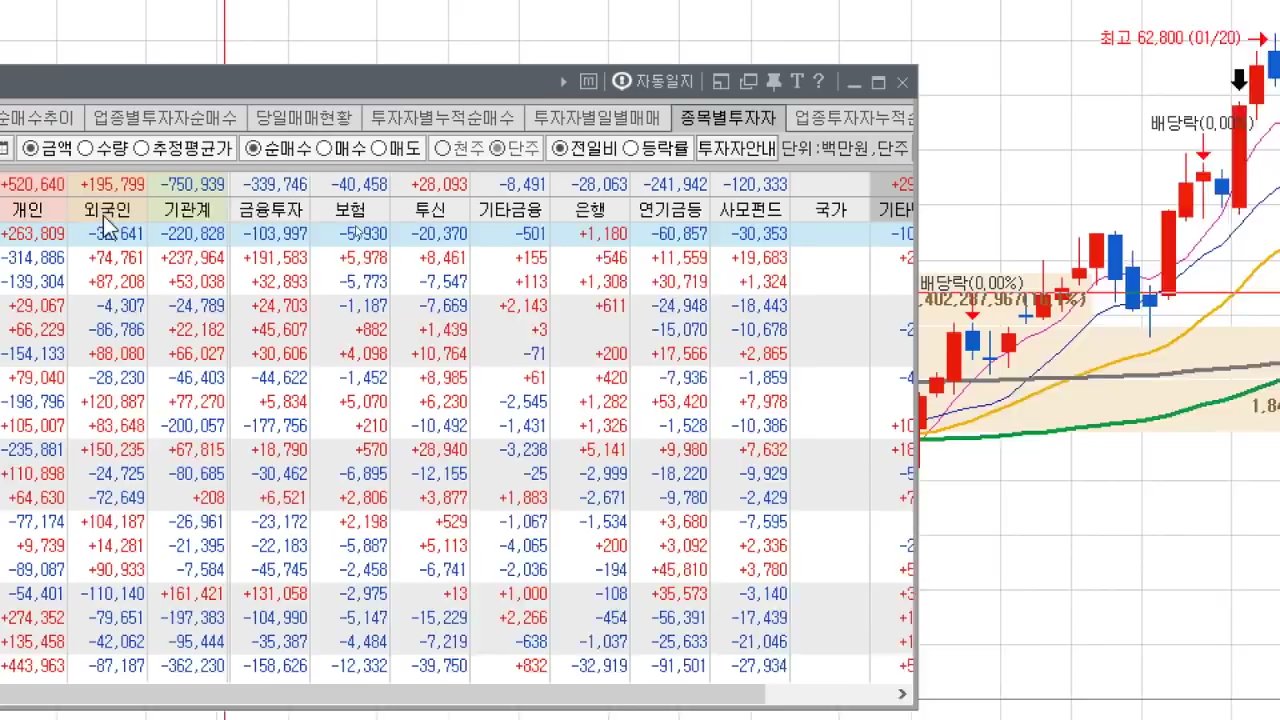 최고 62,800 (01/20)
자동일지 T ?
순매수추이 업종별투자자순매수 당일매매현황 투자자별누적순매수 투자자별일별매매 종목별투자자
금액 수량 추정평균가 순매수 매수 매도 천주 단주 전일비 등락률 투자자안내 단위:백만원,단주
+520,640 +195,799 -750,939 -339,746 -40,458 +28,093 -8,491 -28,063 -241,942 -120,333
개인 외국인 기관계 금융투자 보험 투신 기타금융 은행 연기금등 사모펀드 국가
+263,809 -220,828 -103,997 -20,370 -501 +1,180 -60,857 -30,353
-314,886 +74,761 +237,964 +191,583 +5,978 +8,461 +155 +546 +11,559 +19,683
-139,304 +87,208 +53,038 +32,893 -5,773 -7,547 +113 +1,308 +30,719 +1,324
+29,067 -4,307 -24,789 +24,703 -1,187 -7,669 +2,143 +611 -24,948 -18,443
+66,229 -86,786 +22,182 +45,607 +882 +1,439 +3 -15,070 -10,678
-154,133 +88,080 +66,027 +30,606 +4,098 +10,764 -71 +200 +17,566 +2,865
+79,040 -28,230 -46,403 -44,622 -1,452 +8,985 +61 +420 -7,936 -1,859
-198,796 +120,887 +77,270 +5,834 +5,070 +6,230 -2,545 +1,282 +53,420 +7,978
+105,007 +83,648 -200,057 -177,756 +210 -10,492 -1,431 +1,326 -1,528 -10,386
-235,881 +150,235 +67,815 +18,790 +570 +28,940 -3,238 +5,141 +9,980 +7,632
+110,898 -24,725 -80,685 -30,462 -6,895 -12,155 -25 -2,999 -18,220 -9,929
+64,630 -72,649 +208 +6,521 +2,806 +3,877 +1,883 -2,671 -9,780 -2,429
-77,174 +104,187 -26,961 -23,172 +2,198 +529 -1,067 -1,534 +3,680 -7,595
+9,739 +14,281 -21,395 -22,183 -5,887 +5,113 -4,065 +200 +3,092 +2,336
-89,087 +90,933 -7,584 -45,745 -2,458 -6,741 -2,036 -194 +45,810 +3,780
-54,401 -110,140 +161,421 +131,058 -2,975 +13 +1,000 -108 +35,573 -3,140
+274,352 -79,651 -197,383 -104,990 -5,147 -15,229 +2,266 -454 -56,391 -17,439
+135,458 -42,062 -95,444 -35,387 -4,484 -7,219 -638 -1,037 -25,633 -21,046
+443,963 -87,187 -362,230 -158,626 -12,332 -39,750 +832 -32,919 -91,501 -27,934
배당락(0,00%)
배당락(0,00%)